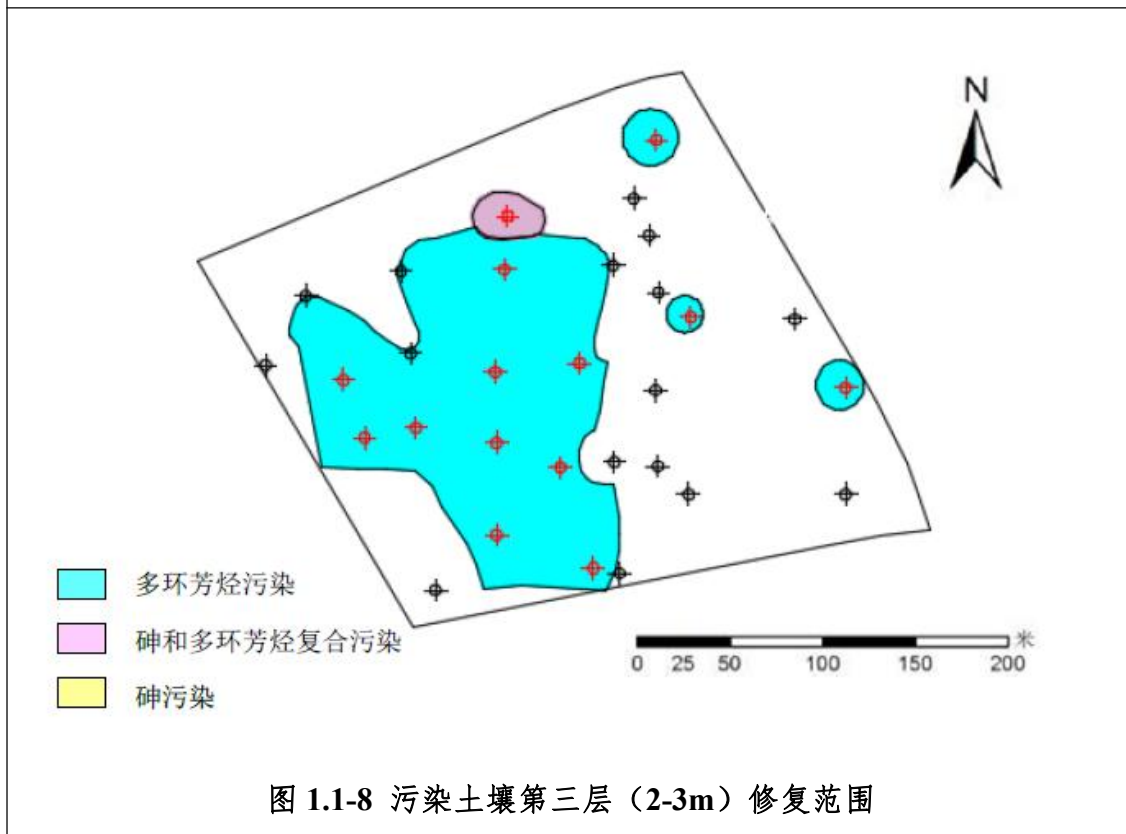 N
多环芳烃污染
砷和多环芳烃复合污染
砷污染
米
0 25 50 100 150 200
图 1.1-8 污染土壤第三层（2-3m）修复范围